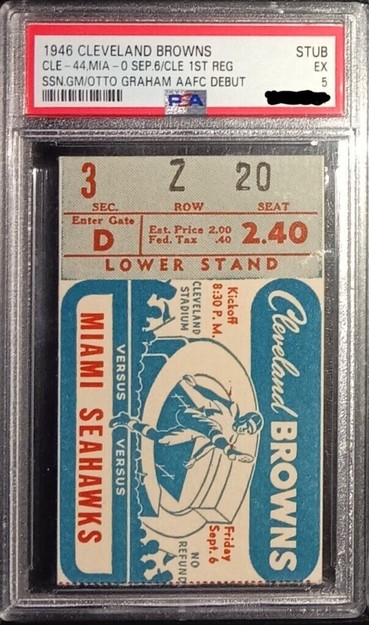 1946 CLEVELAND BROWNS STUB
CLE-44,MIA-0 SEP.6/CLE 1ST REG EX
SSN.GM/OTTO GRAHAM AAFC DEBUT 5
PSA
3 Z 20
SEC. ROW SEAT
Enter Gate
D
Est. Price 2.00
Fed. Tax .40
2.40
LOWER STAND
Cleveland BROWNS
Kickoff
8:30 P.M.
Friday
Sept. 6
CLEVELAND
STADIUM
NO
REFUND
VERSUS VERSUS
MIAMI SEAHAWKS